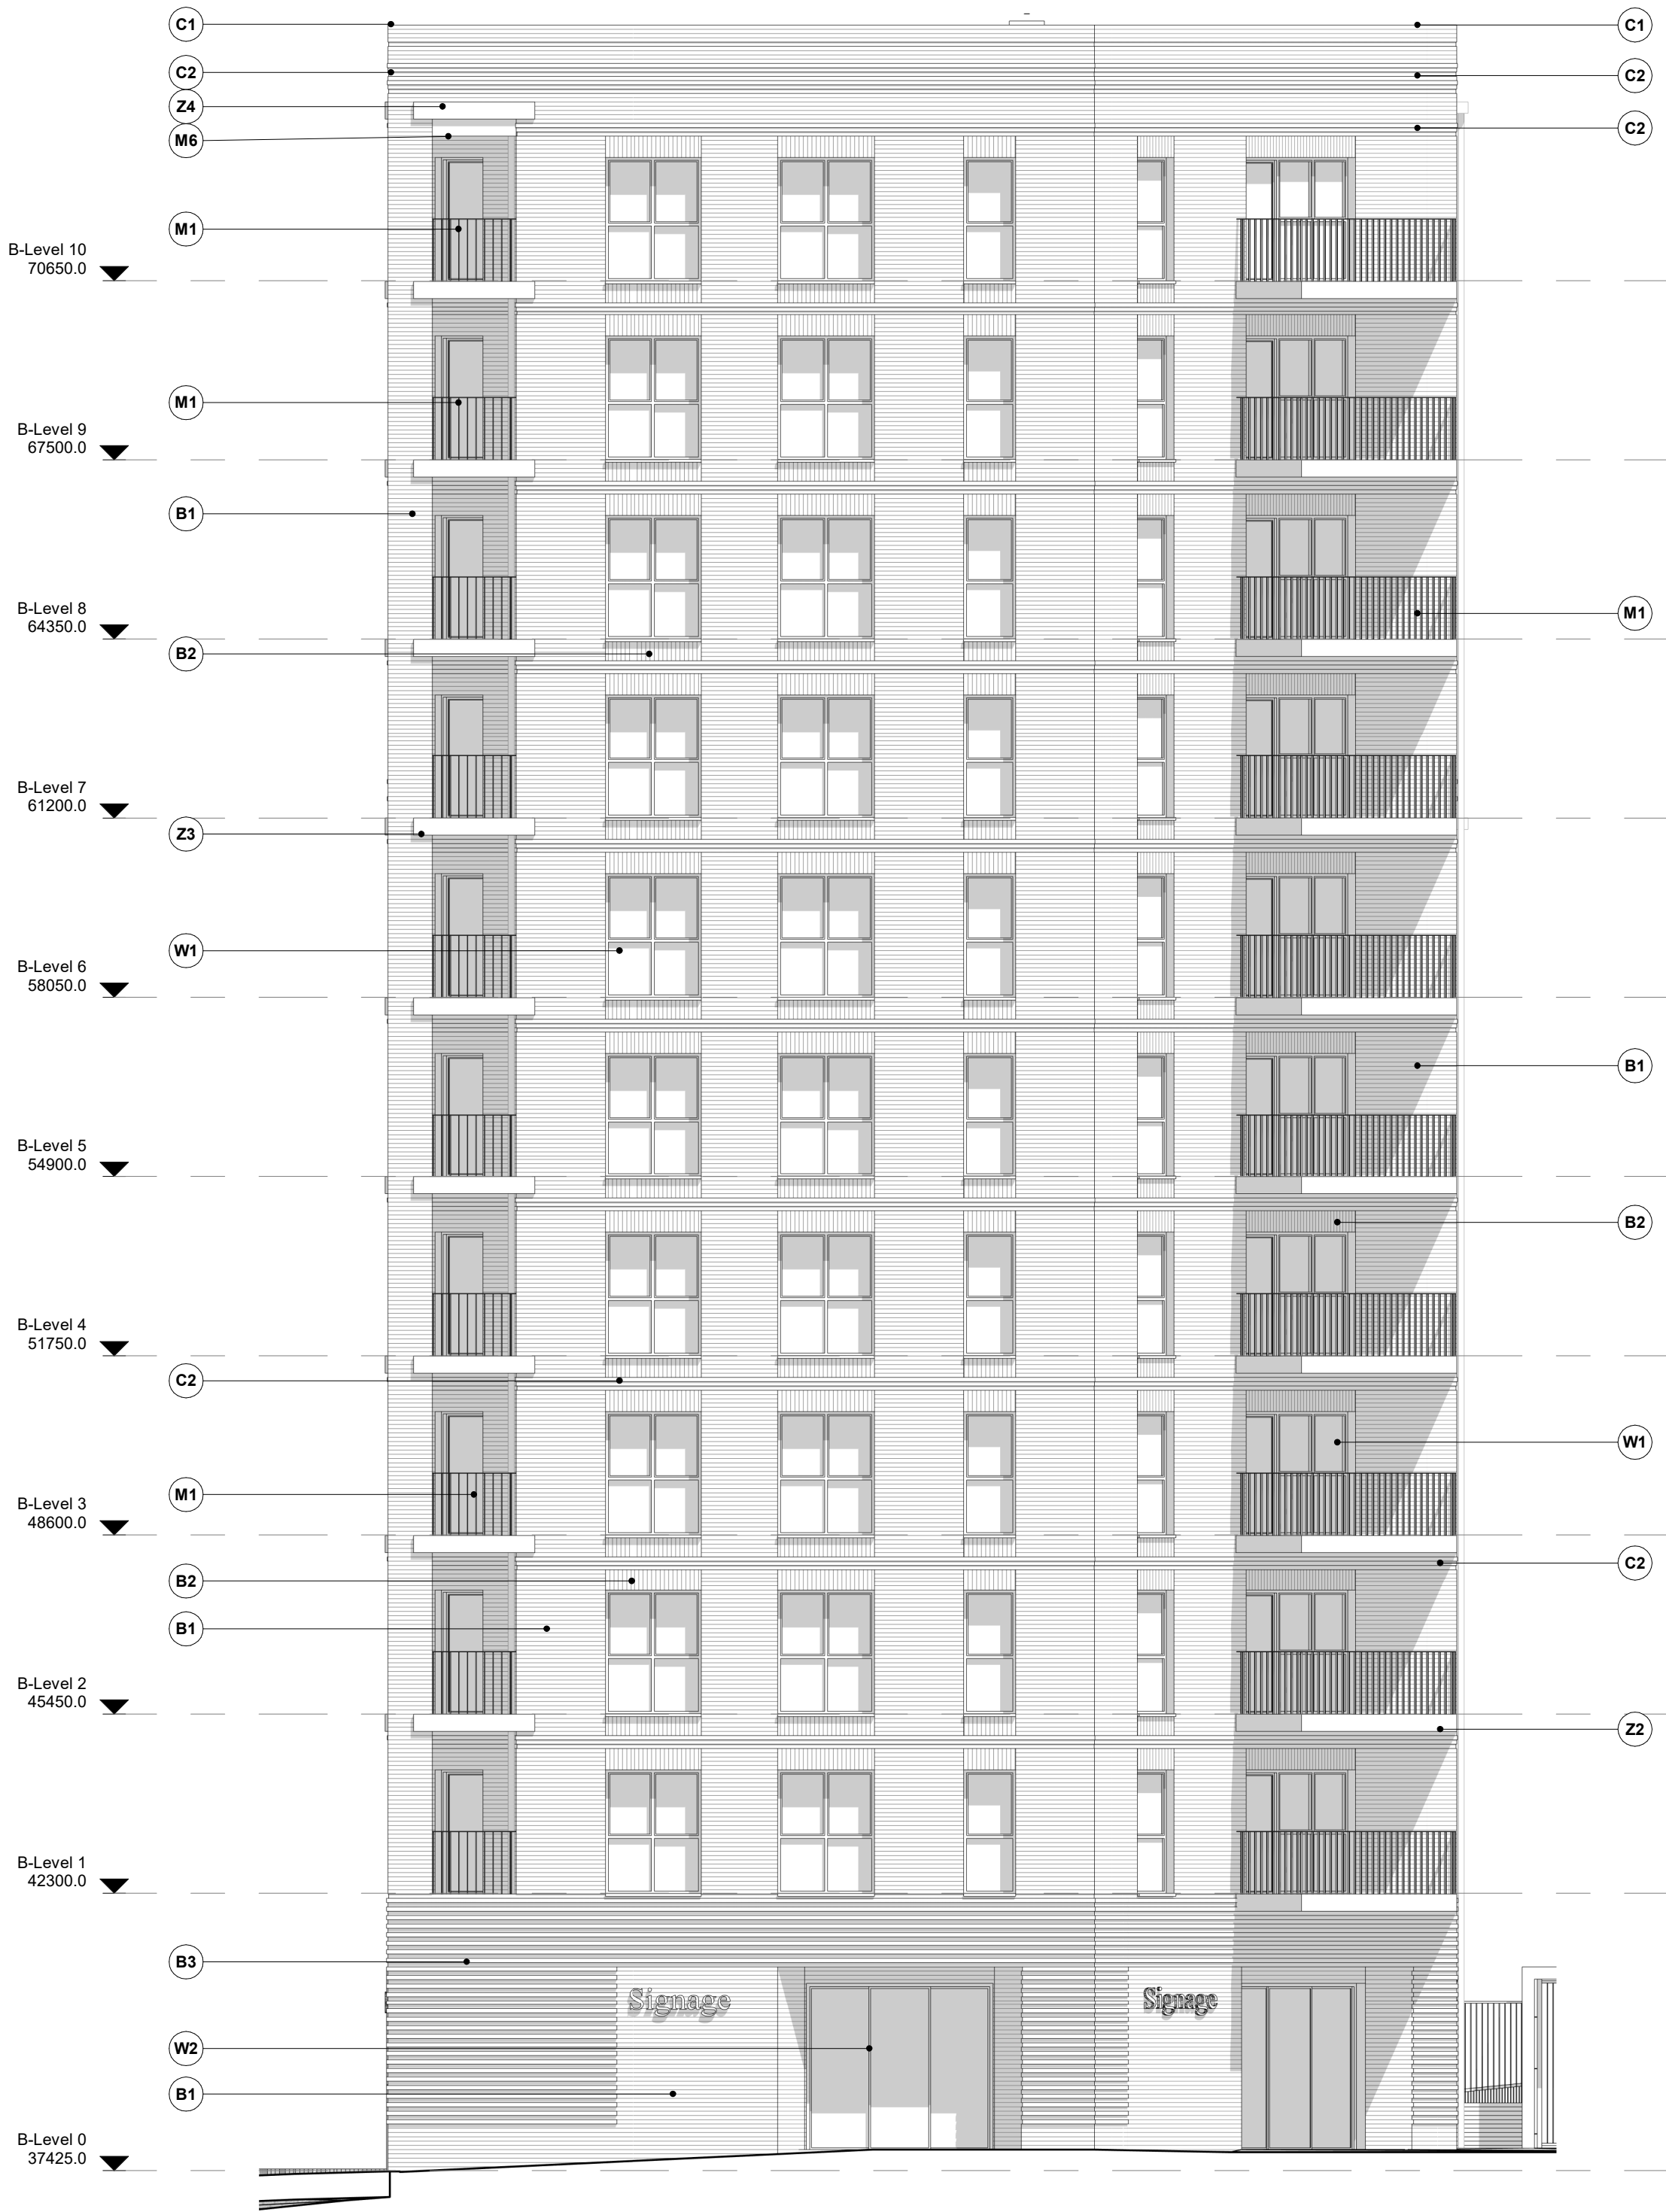 C1
C1
C2
C2
Z4
C2
M6
M1
B-Level 10
70650.0
M1
B-Level 9
67500.0
B1
B-Level 8
64350.0
M1
B2
B-Level 7
61200.0
Z3
W1
B-Level 6
58050.0
B1
B-Level 5
54900.0
B2
B-Level 4
51750.0
C2
W1
M1
B-Level 3
48600.0
C2
B2
B1
B-Level 2
45450.0
Z2
B-Level 1
42300.0
B3
Signage
Signage
W2
B1
B-Level 0
37425.0